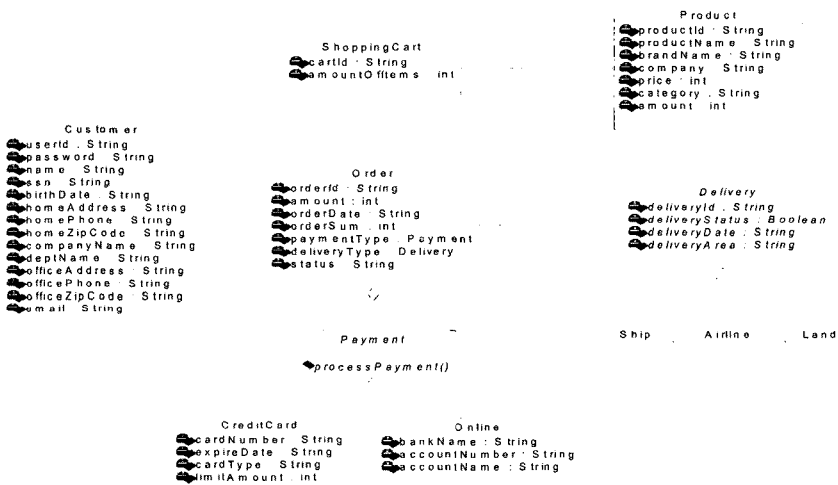 Product
productId : String
productName String
brandName : String
company String
price : int
category . String
amount int
ShoppingCart
cartId : String
amountOfItems int
Customer
userId . String
password String
name String
ssn String
birthDate . String
homeAddress String
homePhone String
homeZipCode String
companyName String
deptName String
officeAddress : String
officePhone : String
officeZipCode : String
email String
Order
orderId : String
amount : int
orderDate : String
orderSum . int
paymentType . Payment
deliveryType Delivery
status String
Delivery
deliveryId . String
deliveryStatus : Boolean
deliveryDate : String
deliveryArea : String
Payment
processPayment()
Ship Airline Land
CreditCard
cardNumber String
expireDate String
cardType String
limitAmount : int
Online
bankName : String
accountNumber : String
accountName : String